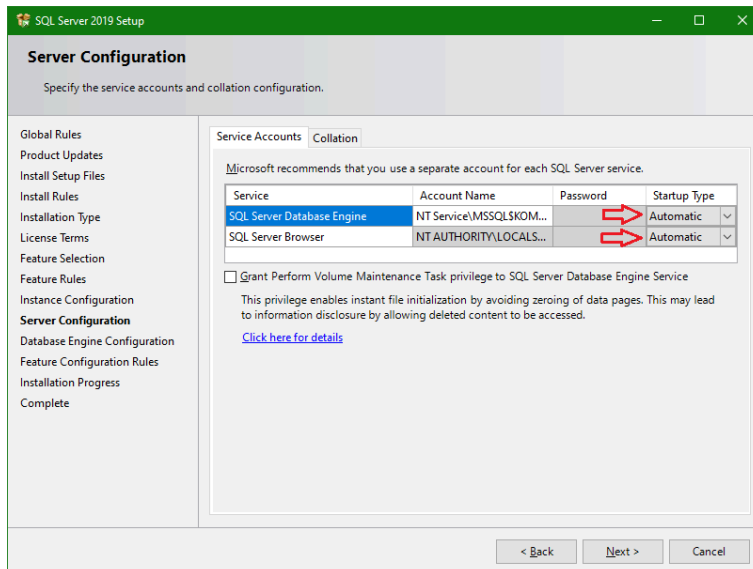 SQL Server 2019 Setup
Server Configuration
Specify the service accounts and collation configuration.
Global Rules
Product Updates
Install Setup Files
Install Rules
Installation Type
License Terms
Feature Selection
Feature Rules
Instance Configuration
Server Configuration
Database Engine Configuration
Feature Configuration Rules
Installation Progress
Complete
Service Accounts Collation
Microsoft recommends that you use a separate account for each SQL Server service.
Service Account Name Password Startup Type
SQL Server Database Engine NT Service\MSSQL$KOM... Automatic
SQL Server Browser NT AUTHORITY\LOCALS... Automatic
Grant Perform Volume Maintenance Task privilege to SQL Server Database Engine Service
This privilege enables instant file initialization by avoiding zeroing of data pages. This may lead
to information disclosure by allowing deleted content to be accessed.
Click here for details
< Back Next > Cancel